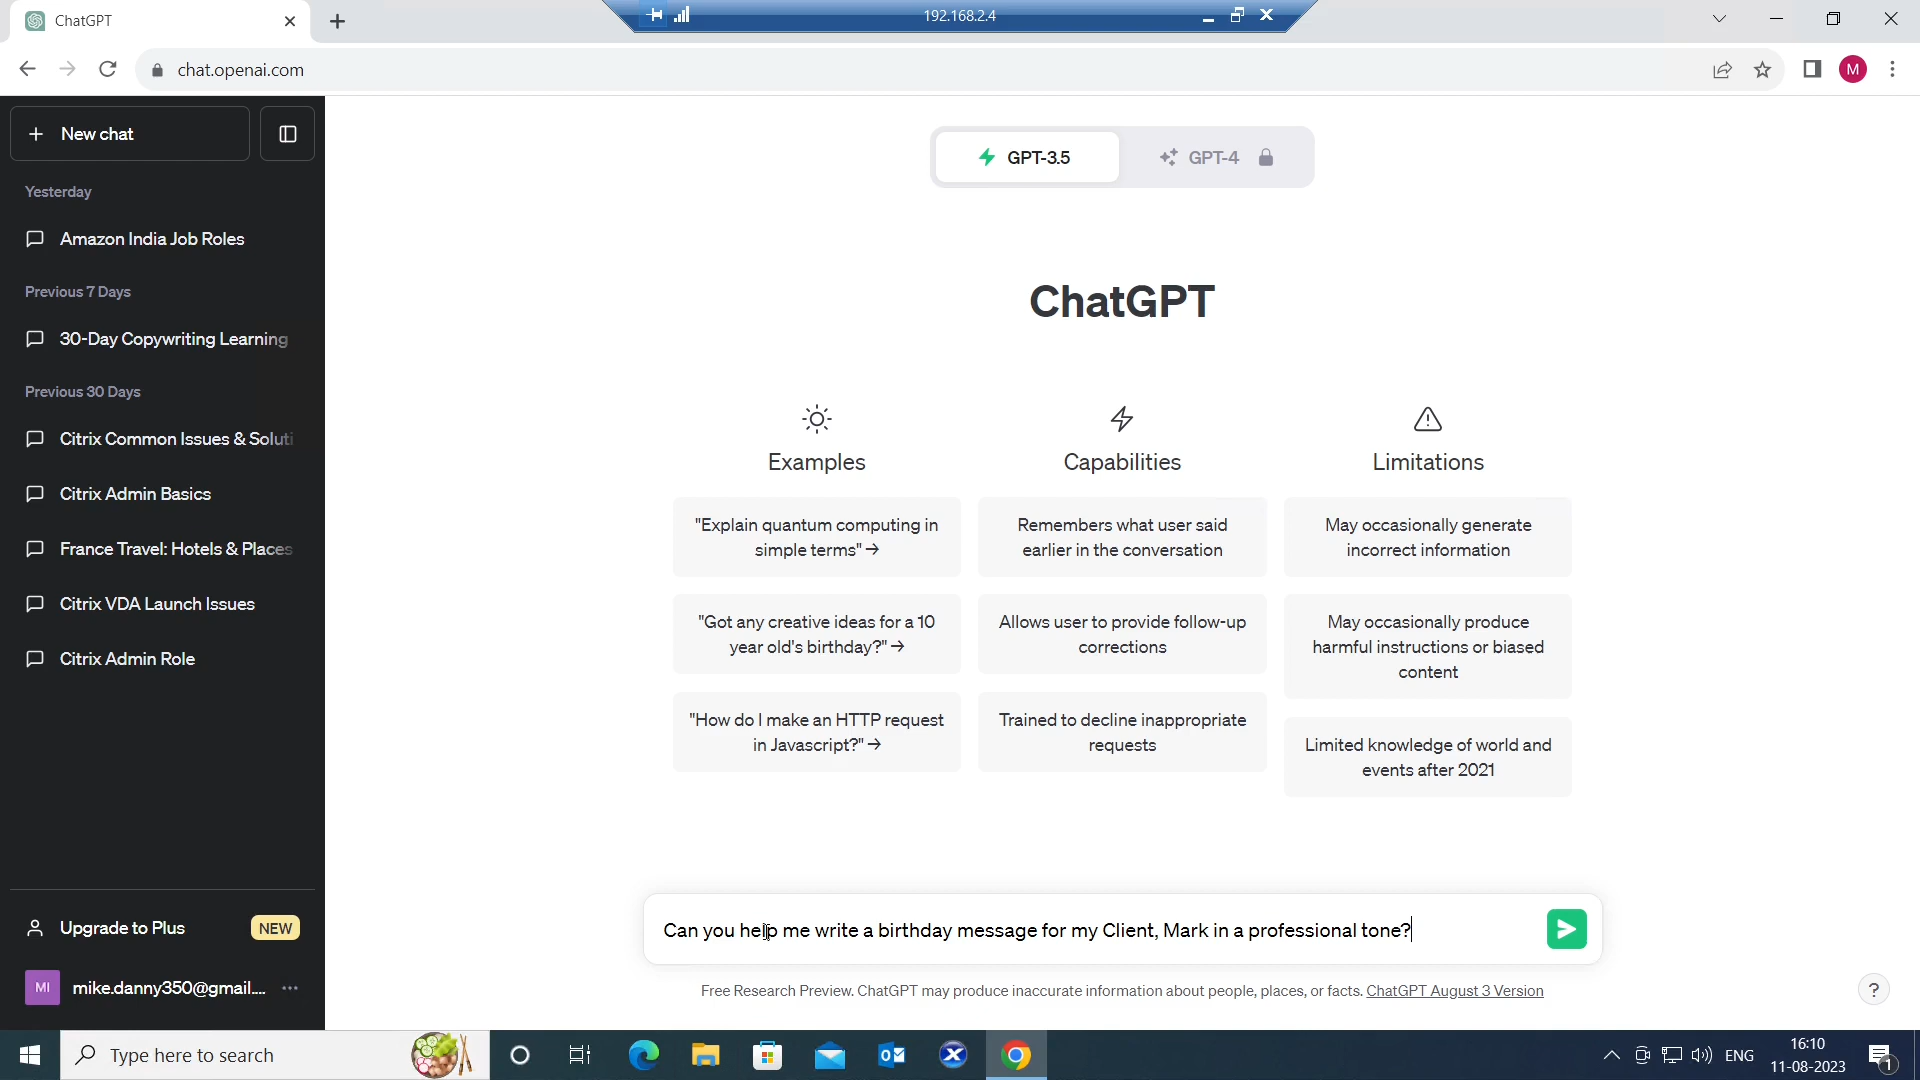 ChatGPT
192.168.2.4
chat.openai.com
M
New chat
Yesterday
Amazon India Job Roles
Previous 7 Days
30-Day Copywriting Learning
Previous 30 Days
Citrix Common Issues & Soluti
Citrix Admin Basics
France Travel: Hotels & Places
Citrix VDA Launch Issues
Citrix Admin Role
Upgrade to Plus
NEW
MI
mike.danny350@gmail....
GPT-3.5
GPT-4
ChatGPT
Examples
"Explain quantum computing in
simple terms" →
"Got any creative ideas for a 10
year old's birthday?" →
"How do I make an HTTP request
in Javascript?" →
Capabilities
Remembers what user said
earlier in the conversation
Allows user to provide follow-up
corrections
Trained to decline inappropriate
requests
Limitations
May occasionally generate
incorrect information
May occasionally produce
harmful instructions or biased
content
Limited knowledge of world and
events after 2021
Can you help me write a birthday message for my Client, Mark in a professional tone?
Free Research Preview. ChatGPT may produce inaccurate information about people, places, or facts. ChatGPT August 3 Version
?
Type here to search
ENG
16:10
11-08-2023
1